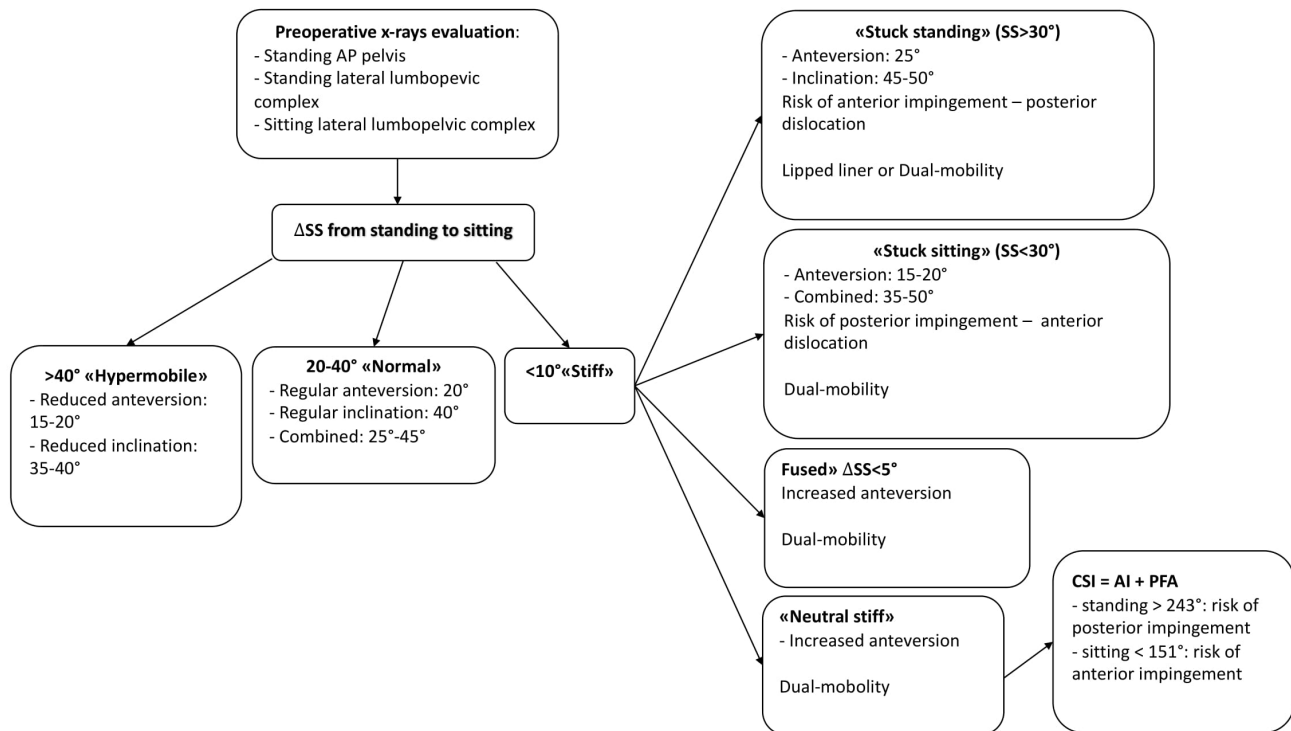 Preoperative x-rays evaluation:
- Standing AP pelvis
- Standing lateral lumbopevic
complex
- Sitting lateral lumbopelvic complex
ΔSS from standing to sitting
>40° «Hypermobile»
- Reduced anteversion:
15-20°
- Reduced inclination:
35-40°
20-40° «Normal»
- Regular anteversion: 20°
- Regular inclination: 40°
- Combined: 25°-45°
<10°«Stiff»
«Stuck standing» (SS>30°)
- Anteversion: 25°
- Inclination: 45-50°
Risk of anterior impingement – posterior
dislocation
Lipped liner or Dual-mobility
«Stuck sitting» (SS<30°)
- Anteversion: 15-20°
- Combined: 35-50°
Risk of posterior impingement – anterior
dislocation
Dual-mobility
Fused» ΔSS<5°
Increased anteversion
Dual-mobility
«Neutral stiff»
- Increased anteversion
Dual-mobolity
CSI = AI + PFA
- standing > 243°: risk of
posterior impingement
- sitting < 151°: risk of
anterior impingement